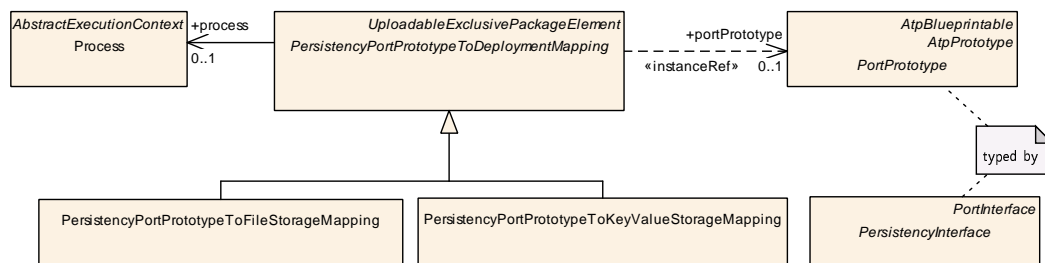 AbstractExecutionContext
Process
+process
0..1
UploadableExclusivePackageElement
PersistencyPortPrototypeToDeploymentMapping
+portPrototype
«instanceRef» 0..1
AtpBlueprintable
AtpPrototype
PortPrototype
typed by
PersistencyPortPrototypeToFileStorageMapping
PersistencyPortPrototypeToKeyValueStorageMapping
PortInterface
PersistencyInterface